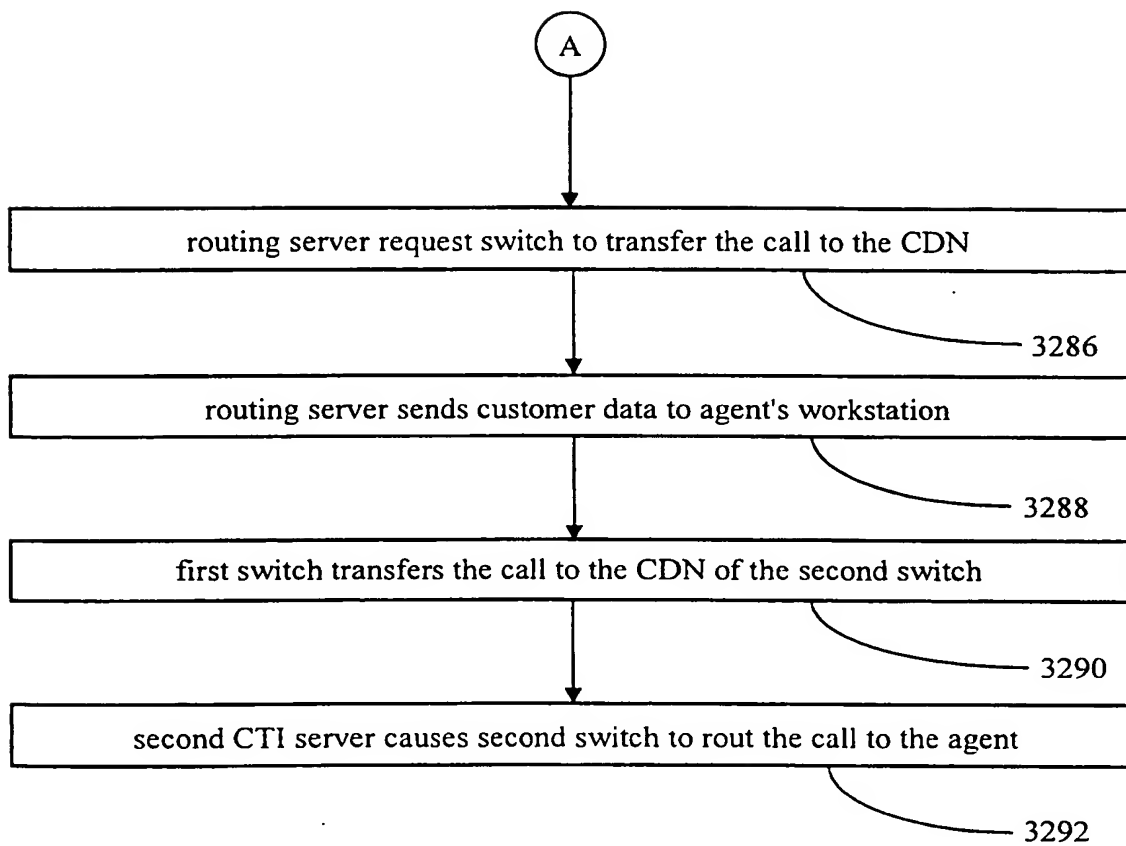 A
routing server request switch to transfer the call to the CDN
3286
routing server sends customer data to agent's workstation
3288
first switch transfers the call to the CDN of the second switch
3290
second CTI server causes second switch to rout the call to the agent
3292